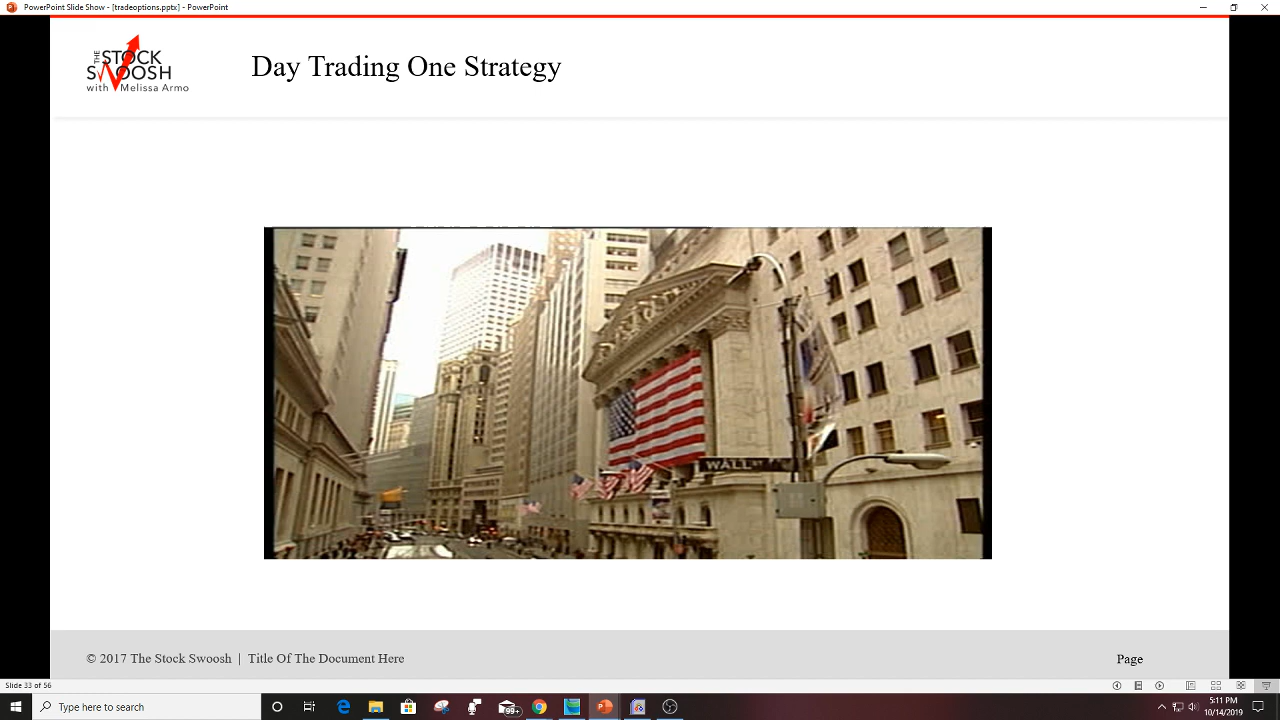 PowerPoint Slide Show - [tradeoptions.pptx] - PowerPoint
THE STOCK SWOOSH
with Melissa Armo
Day Trading One Strategy
WALL ST
© 2017 The Stock Swoosh | Title Of The Document Here
Page
Slide 33 of 56
Type here to search
99+
5:11 PM
10/14/2019